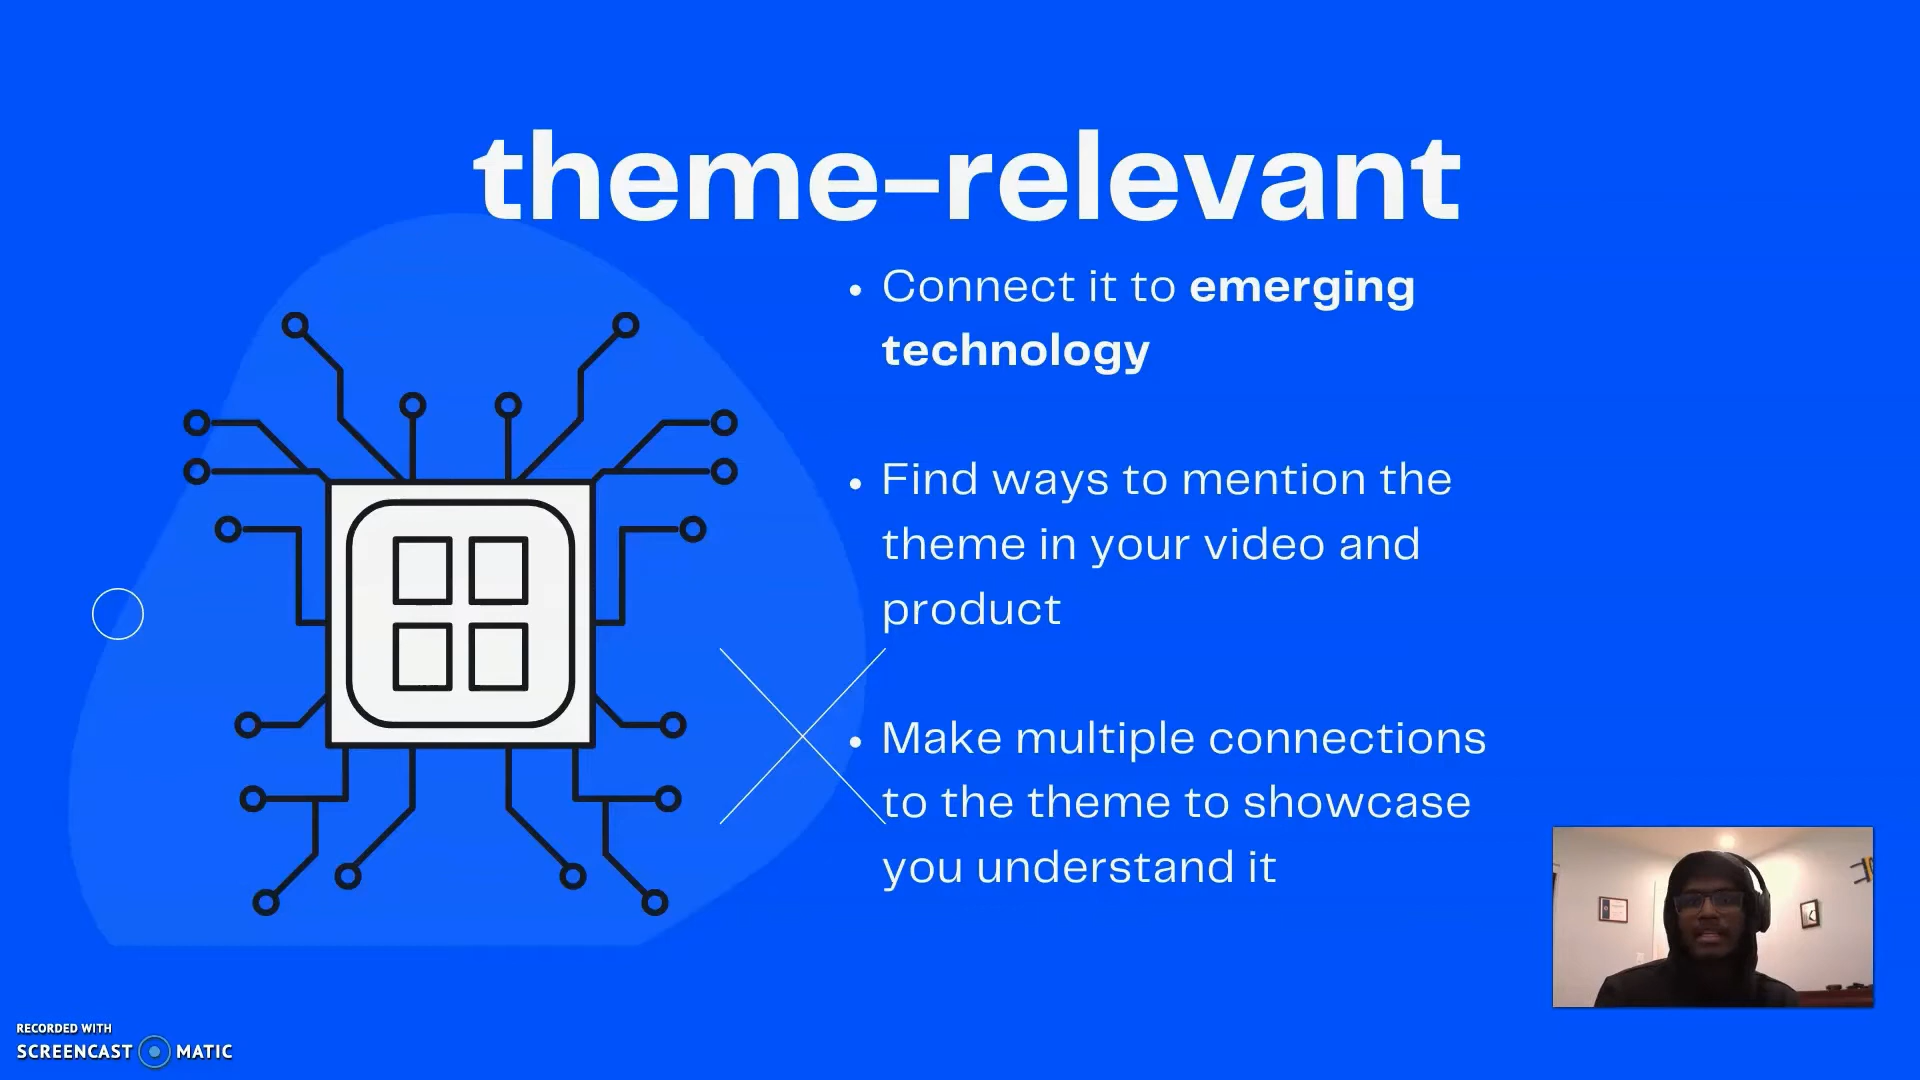 theme-relevant
• Connect it to emerging
technology
• Find ways to mention the
theme in your video and
product
• Make multiple connections
to the theme to showcase
you understand it
RECORDED WITH
SCREENCAST MATIC